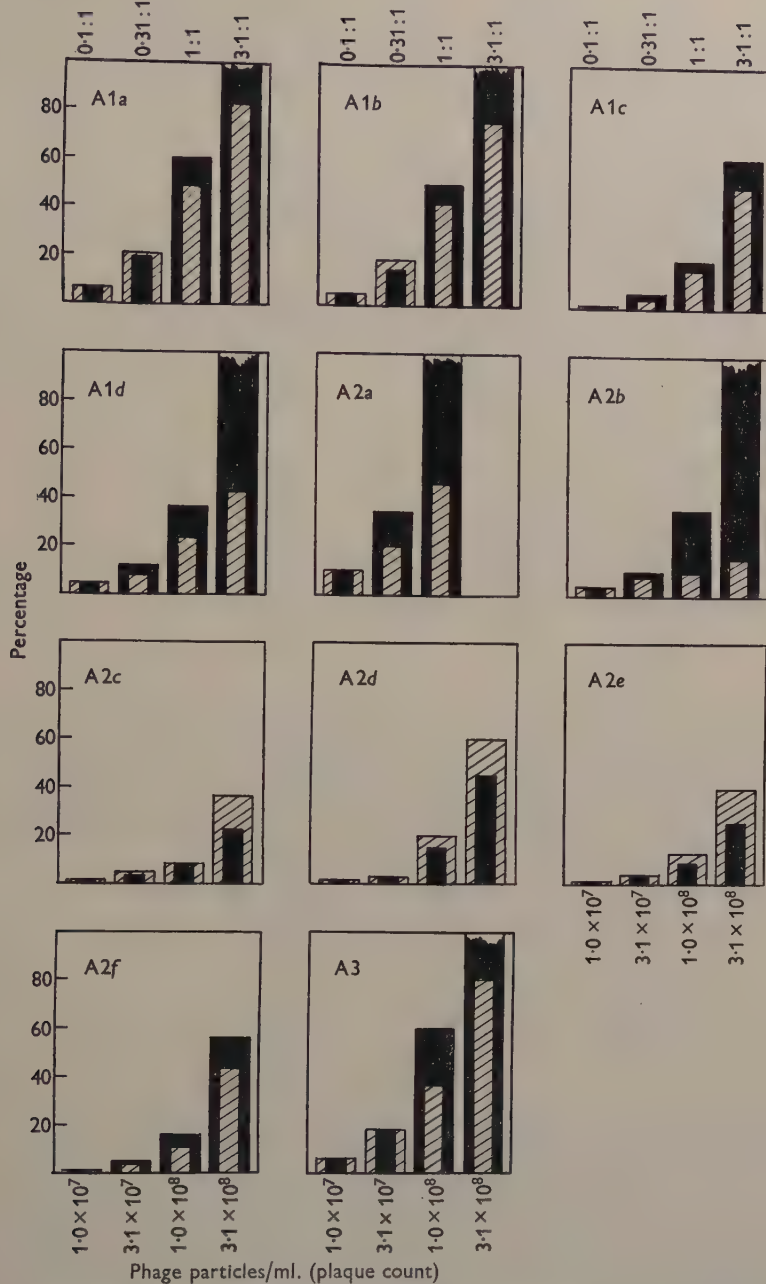 0·1:1 0·31:1 1:1 3·1:1
0·1:1 0·31:1 1:1 3·1:1
0·1:1 0·31:1 1:1 3·1:1
80
60
40
20
A1a
A1b
A1c
80
60
40
20
A1d
A2a
A2b
Percentage
80
60
40
20
A2c
A2d
A2e
1·0×10⁷ 3·1×10⁷ 1·0×10⁸ 3·1×10⁸
80
60
40
20
A2f
A3
1·0×10⁷ 3·1×10⁷ 1·0×10⁸ 3·1×10⁸
1·0×10⁷ 3·1×10⁷ 1·0×10⁸ 3·1×10⁸
Phage particles/ml. (plaque count)